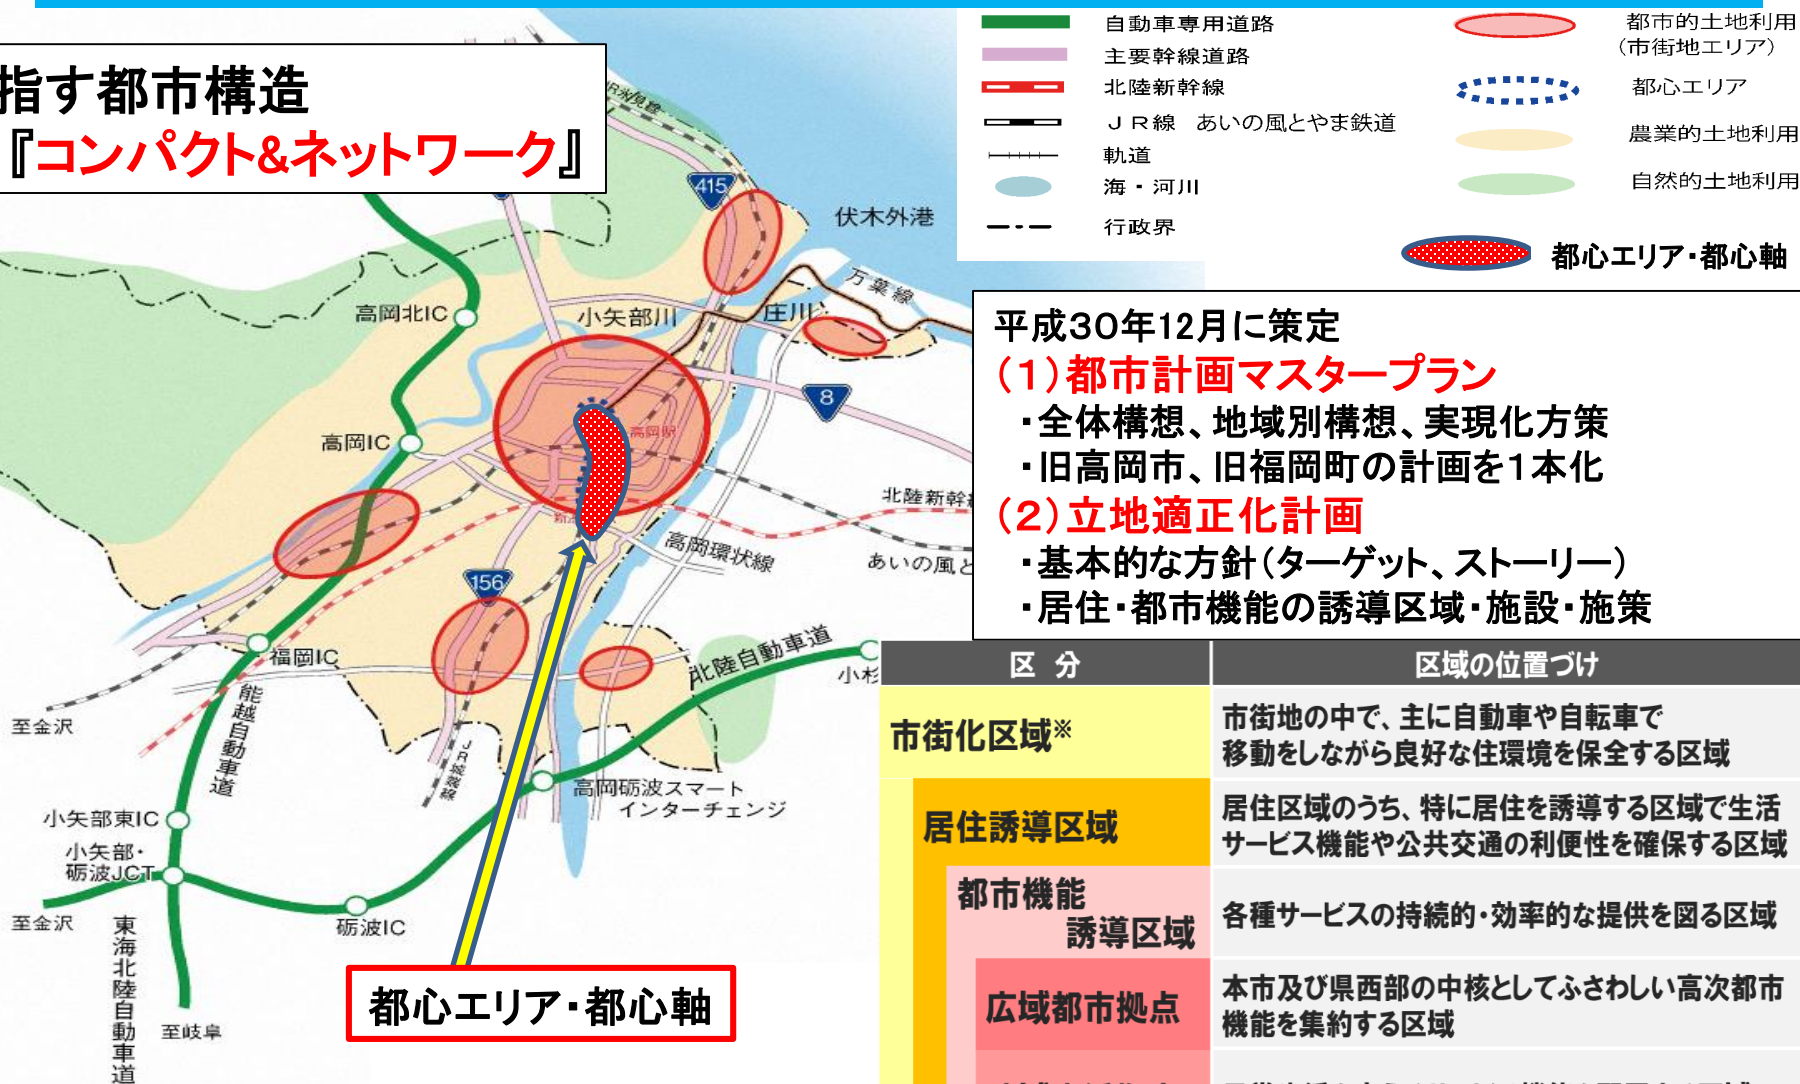 指す都市構造
『コンパクト&ネットワーク』
自動車専用道路
主要幹線道路
北陸新幹線
ＪＲ線 あいの風とやま鉄道
軌道
海・河川
行政界
都市的土地利用
(市街地エリア)
都心エリア
農業的土地利用
自然的土地利用
都心エリア・都心軸
415
伏木外港
万葉線
庄川
小矢部川
高岡北IC
8
高岡IC
高岡駅
北陸新幹
高岡環状線
あいの風と
156
福岡IC
北陸自動車道
小杉
至金沢
能越自動車道
JR城端線
高岡砺波スマート
インターチェンジ
小矢部東IC
小矢部・
砺波JCT
至金沢
砺波IC
東海北陸自動車道
至岐阜
都心エリア・都心軸
平成30年12月に策定
(1)都市計画マスタープラン
・全体構想、地域別構想、実現化方策
・旧高岡市、旧福岡町の計画を1本化
(2)立地適正化計画
・基本的な方針(ターゲット、ストーリー)
・居住・都市機能の誘導区域・施設・施策
区 分
区域の位置づけ
市街化区域※
市街地の中で、主に自動車や自転車で
移動をしながら良好な住環境を保全する区域
居住誘導区域
居住区域のうち、特に居住を誘導する区域で生活
サービス機能や公共交通の利便性を確保する区域
都市機能
誘導区域
各種サービスの持続的・効率的な提供を図る区域
広域都市拠点
本市及び県西部の中核としてふさわしい高次都市
機能を集約する区域